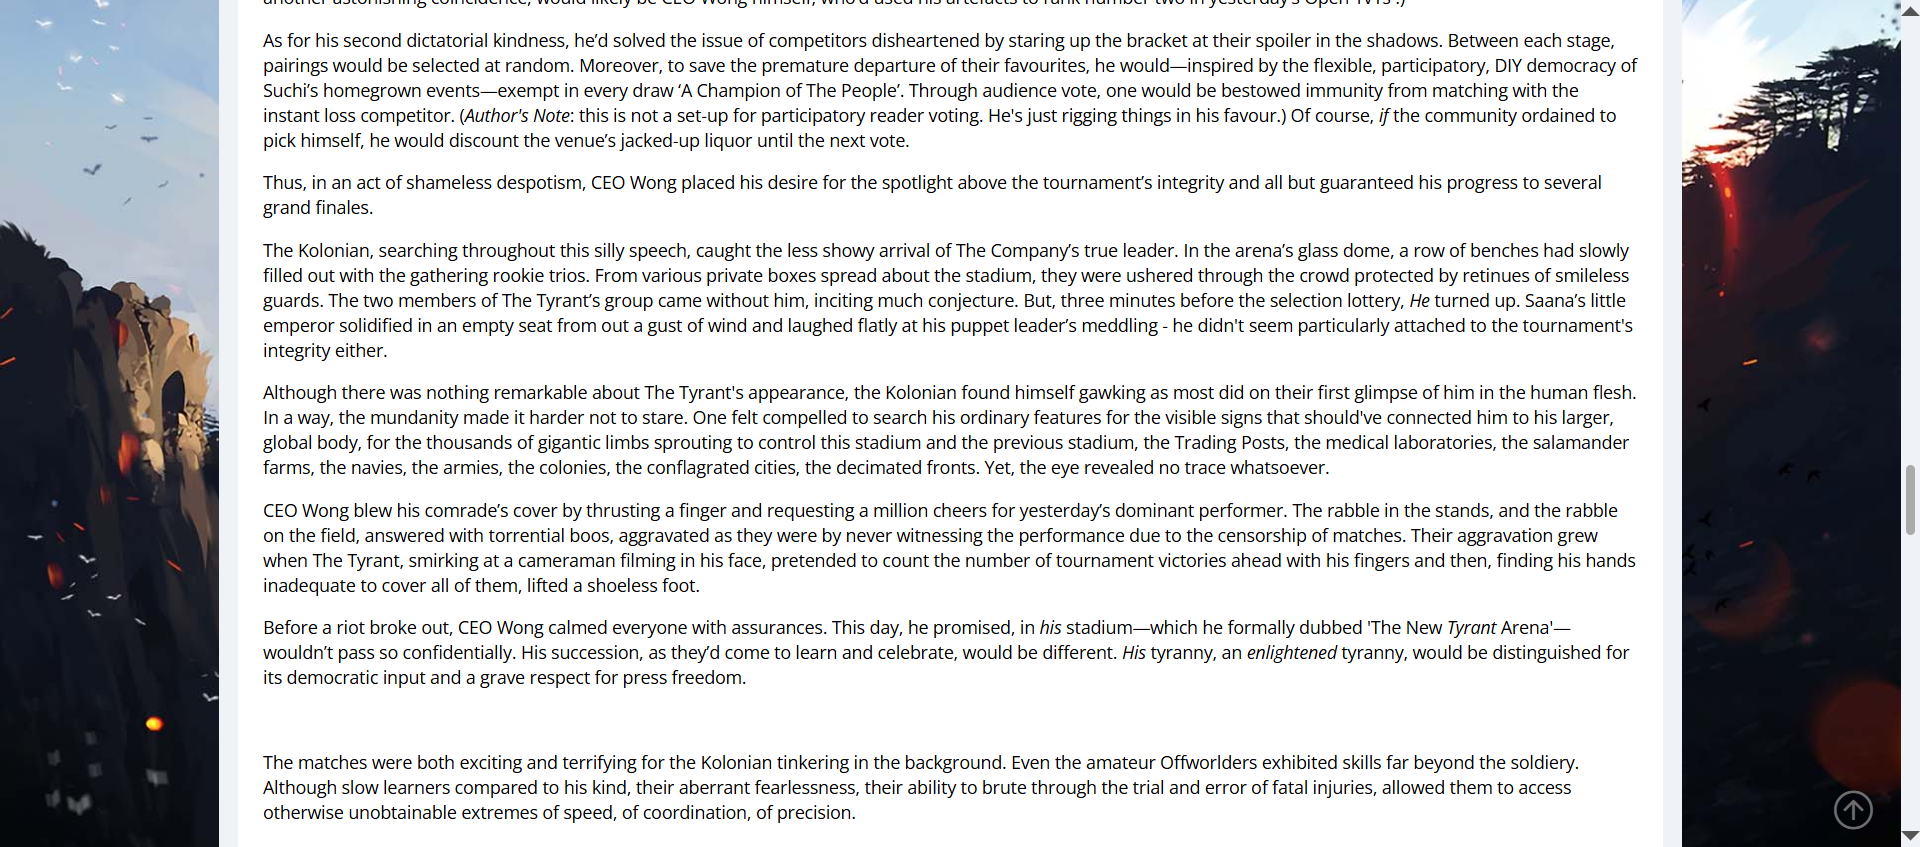 another astonishing coincidence, would likely be CEO Wong himself, who'd used his artefacts to rank number two in yesterday's Open 1v1s .)
As for his second dictatorial kindness, he’d solved the issue of competitors disheartened by staring up the bracket at their spoiler in the shadows. Between each stage,
pairings would be selected at random. Moreover, to save the premature departure of their favourites, he would—inspired by the flexible, participatory, DIY democracy of
Suchi’s homegrown events—exempt in every draw ‘A Champion of The People’. Through audience vote, one would be bestowed immunity from matching with the
instant loss competitor. (Author's Note: this is not a set-up for participatory reader voting. He's just rigging things in his favour.) Of course, if the community ordained to
pick himself, he would discount the venue’s jacked-up liquor until the next vote.
Thus, in an act of shameless despotism, CEO Wong placed his desire for the spotlight above the tournament’s integrity and all but guaranteed his progress to several
grand finales.
The Kolonian, searching throughout this silly speech, caught the less showy arrival of The Company’s true leader. In the arena’s glass dome, a row of benches had slowly
filled out with the gathering rookie trios. From various private boxes spread about the stadium, they were ushered through the crowd protected by retinues of smileless
guards. The two members of The Tyrant’s group came without him, inciting much conjecture. But, three minutes before the selection lottery, He turned up. Saana’s little
emperor solidified in an empty seat from out a gust of wind and laughed flatly at his puppet leader’s meddling - he didn't seem particularly attached to the tournament's
integrity either.
Although there was nothing remarkable about The Tyrant's appearance, the Kolonian found himself gawking as most did on their first glimpse of him in the human flesh.
In a way, the mundanity made it harder not to stare. One felt compelled to search his ordinary features for the visible signs that should've connected him to his larger,
global body, for the thousands of gigantic limbs sprouting to control this stadium and the previous stadium, the Trading Posts, the medical laboratories, the salamander
farms, the navies, the armies, the colonies, the conflagrated cities, the decimated fronts. Yet, the eye revealed no trace whatsoever.
CEO Wong blew his comrade’s cover by thrusting a finger and requesting a million cheers for yesterday’s dominant performer. The rabble in the stands, and the rabble
on the field, answered with torrential boos, aggravated as they were by never witnessing the performance due to the censorship of matches. Their aggravation grew
when The Tyrant, smirking at a cameraman filming in his face, pretended to count the number of tournament victories ahead with his fingers and then, finding his hands
inadequate to cover all of them, lifted a shoeless foot.
Before a riot broke out, CEO Wong calmed everyone with assurances. This day, he promised, in his stadium—which he formally dubbed 'The New Tyrant Arena'—
wouldn’t pass so confidentially. His succession, as they’d come to learn and celebrate, would be different. His tyranny, an enlightened tyranny, would be distinguished for
its democratic input and a grave respect for press freedom.
The matches were both exciting and terrifying for the Kolonian tinkering in the background. Even the amateur Offworlders exhibited skills far beyond the soldiery.
Although slow learners compared to his kind, their aberrant fearlessness, their ability to brute through the trial and error of fatal injuries, allowed them to access
otherwise unobtainable extremes of speed, of coordination, of precision.